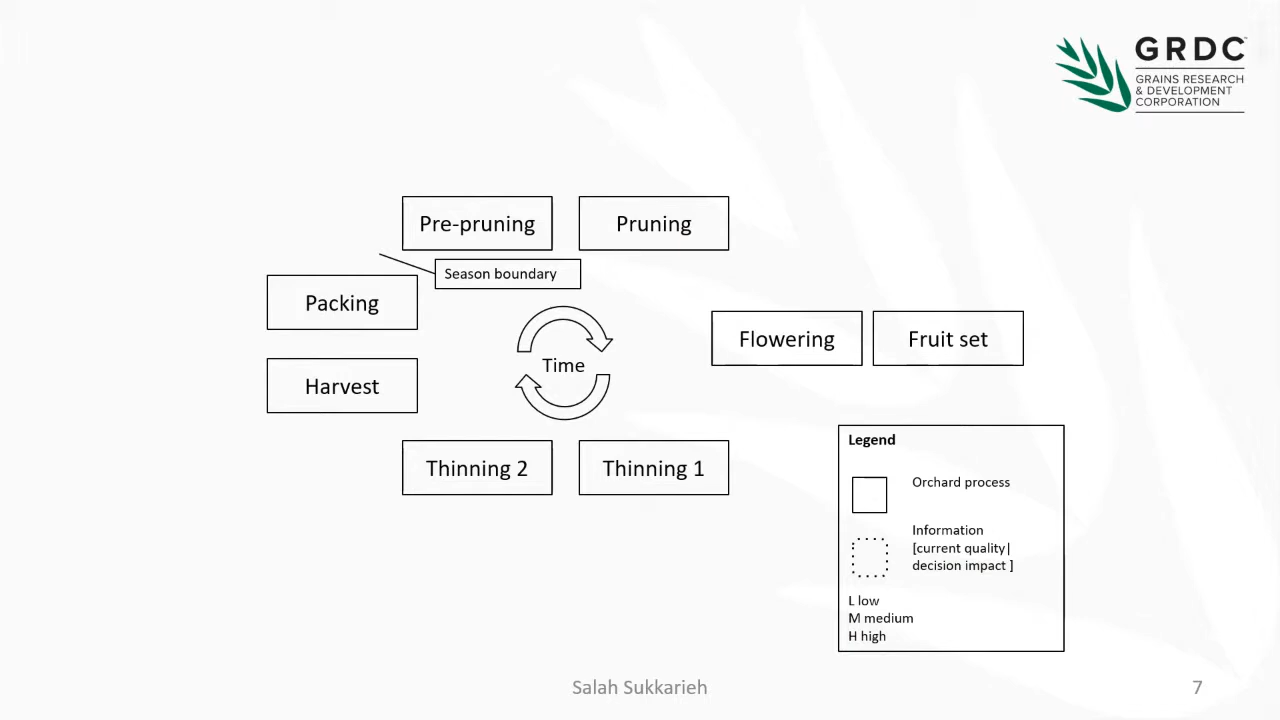 GRDC™
GRAINS RESEARCH
& DEVELOPMENT
CORPORATION
Pre-pruning
Pruning
Season boundary
Packing
Flowering
Fruit set
Time
Harvest
Thinning 2
Thinning 1
Legend
Orchard process
Information
[current quality|
decision impact ]
L low
M medium
H high
Salah Sukkarieh
7